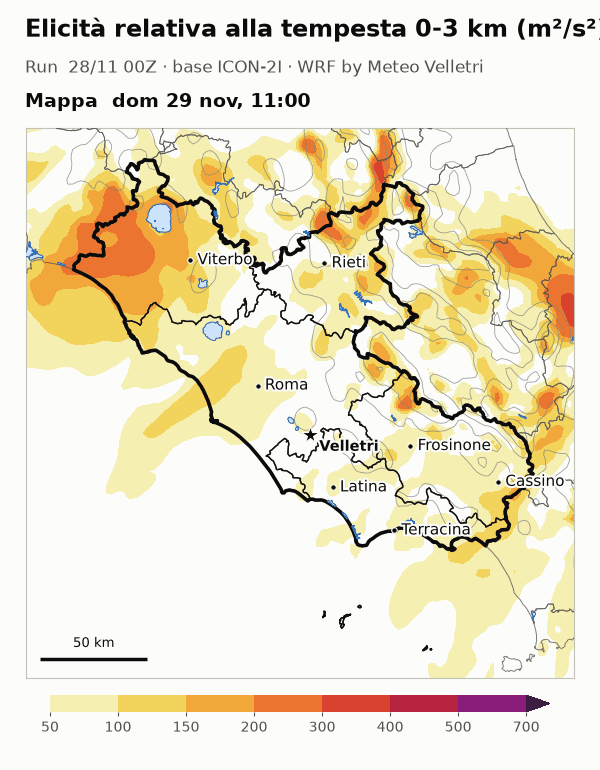 Elicità relativa alla tempesta 0-3 km (m²/s²)
Run  28/11 00Z · base ICON-2I · WRF by Meteo Velletri
Mappa  dom 29 nov, 11:00
Viterbo
Rieti
Roma
Velletri
Frosinone
Cassino
Latina
Terracina
50 km
50 100 150 200 300 400 500 700